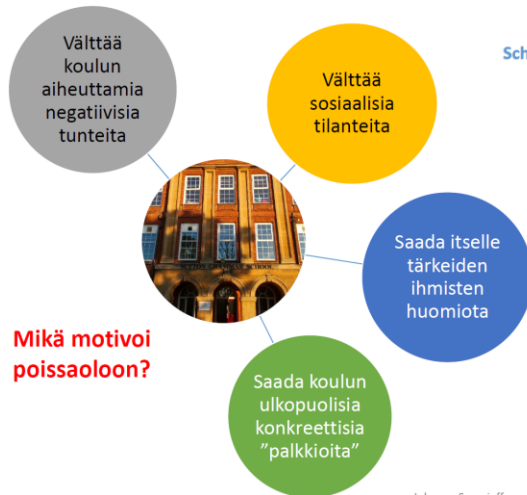 Välttää
koulun
aiheuttamia
negatiivisia
tunteita
Välttää
sosiaalisia
tilanteita
Sch
Saada itselle
tärkeiden
ihmisten
huomiota
Mikä motivoi
poissaoloon?
Saada koulun
ulkopuolisia
konkreettisia
”palkkioita”